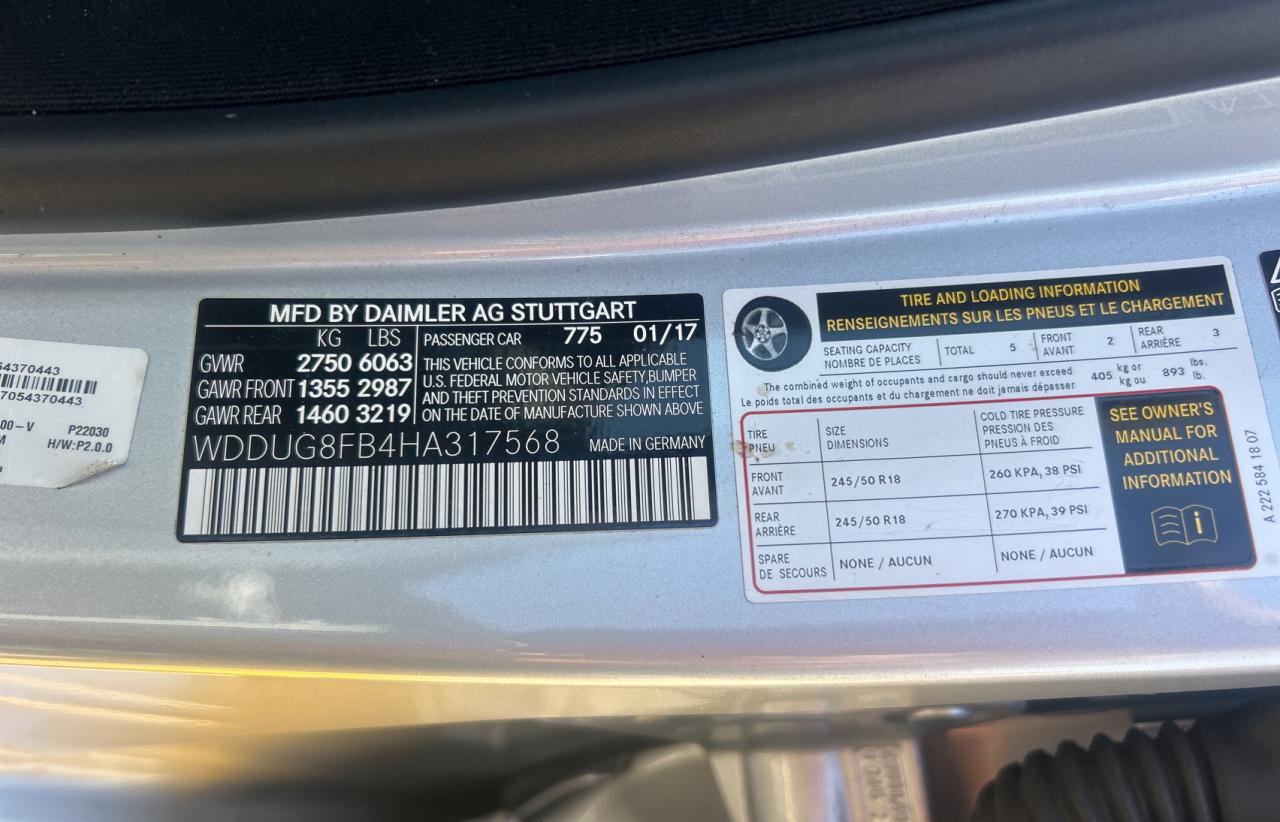 54370443
7054370443
00-V P22030
H/W:P2.0.0
MFD BY DAIMLER AG STUTTGART
KG LBS
GVWR 2750 6063
GAWR FRONT 1355 2987
GAWR REAR 1460 3219
PASSENGER CAR 775 01/17
THIS VEHICLE CONFORMS TO ALL APPLICABLE
U.S. FEDERAL MOTOR VEHICLE SAFETY, BUMPER
AND THEFT PREVENTION STANDARDS IN EFFECT
ON THE DATE OF MANUFACTURE SHOWN ABOVE
WDDUG8FB4HA317568 MADE IN GERMANY
TIRE AND LOADING INFORMATION
RENSEIGNEMENTS SUR LES PNEUS ET LE CHARGEMENT
SEATING CAPACITY
NOMBRE DE PLACES
TOTAL 5
FRONT
AVANT 2
REAR
ARRIÈRE 3
The combined weight of occupants and cargo should never exceed
Le poids total des occupants et du chargement ne doit jamais dépasser
405 kg or
kg ou
893 lbs.
lb.
TIRE
PNEU
SIZE
DIMENSIONS
COLD TIRE PRESSURE
PRESSION DES
PNEUS À FROID
FRONT
AVANT
245/50 R18
260 KPA, 38 PSI
REAR
ARRIÈRE
245/50 R18
270 KPA, 39 PSI
SPARE
DE SECOURS
NONE / AUCUN
NONE / AUCUN
SEE OWNER'S
MANUAL FOR
ADDITIONAL
INFORMATION
A 222 584 18 07